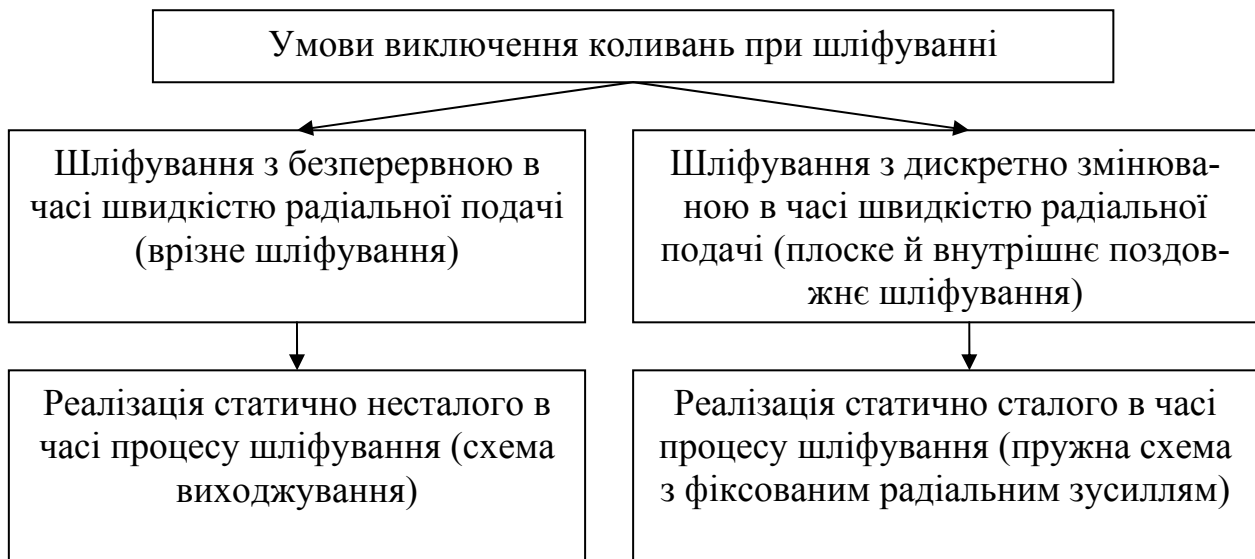 Умови виключення коливань при шліфуванні
Шліфування з безперервною в
часі швидкістю радіальної подачі
(врізне шліфування)
Шліфування з дискретно змінюва-
ною в часі швидкістю радіальної
подачі (плоске й внутрішнє поздов-
жнє шліфування)
Реалізація статично несталого в
часі процесу шліфування (схема
виходжування)
Реалізація статично сталого в часі
процесу шліфування (пружна схема
з фіксованим радіальним зусиллям)